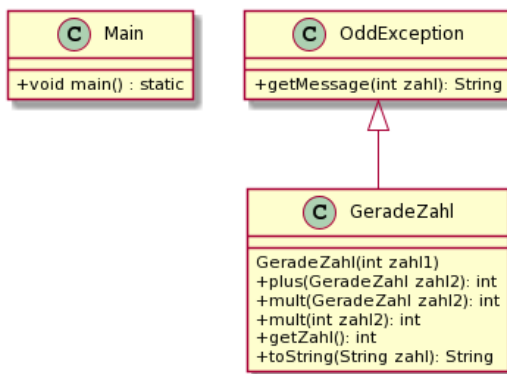 C Main
+void main() : static
C OddException
+getMessage(int zahl): String
C GeradeZahl
GeradeZahl(int zahl1)
+plus(GeradeZahl zahl2): int
+mult(GeradeZahl zahl2): int
+mult(int zahl2): int
+getZahl(): int
+toString(String zahl): String